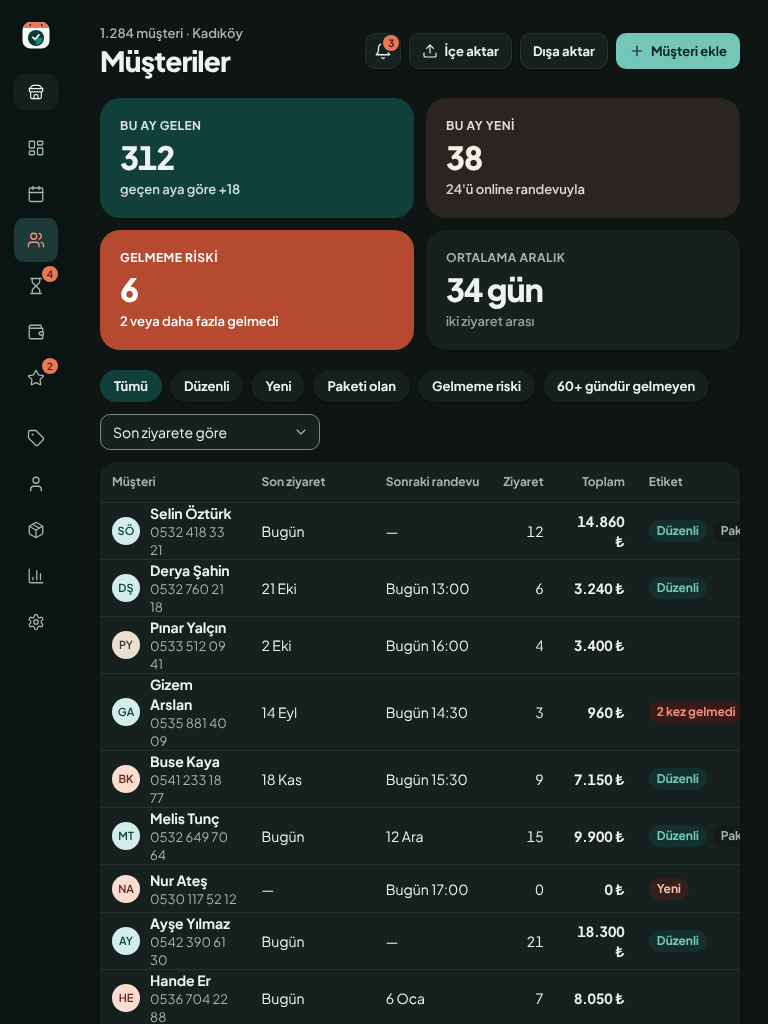 1.284 müşteri · Kadıköy
Müşteriler
3
İçe aktar
Dışa aktar
Müşteri ekle
4
2
BU AY GELEN
312
geçen aya göre +18
BU AY YENİ
38
24'ü online randevuyla
GELMEME RİSKİ
6
2 veya daha fazla gelmedi
ORTALAMA ARALIK
34 gün
iki ziyaret arası
Tümü
Düzenli
Yeni
Paketi olan
Gelmeme riski
60+ gündür gelmeyen
Son ziyarete göre
Müşteri Son ziyaret Sonraki randevu Ziyaret Toplam Etiket
SÖ
Selin Öztürk
0532 418 33
21
Bugün
—
12
14.860
₺
Düzenli
Pak
DŞ
Derya Şahin
0532 760 21
18
21 Eki
Bugün 13:00
6
3.240 ₺
Düzenli
PY
Pınar Yalçın
0533 512 09
41
2 Eki
Bugün 16:00
4
3.400 ₺
GA
Gizem
Arslan
0535 881 40
09
14 Eyl
Bugün 14:30
3
960 ₺
2 kez gelmedi
BK
Buse Kaya
0541 233 18
77
18 Kas
Bugün 15:30
9
7.150 ₺
Düzenli
MT
Melis Tunç
0532 649 70
64
Bugün
12 Ara
15
9.900 ₺
Düzenli
Pak
NA
Nur Ateş
0530 117 52 12
—
Bugün 17:00
0
0 ₺
Yeni
AY
Ayşe Yılmaz
0542 390 61
30
Bugün
—
21
18.300
₺
Düzenli
HE
Hande Er
0536 704 22
88
Bugün
6 Oca
7
8.050 ₺